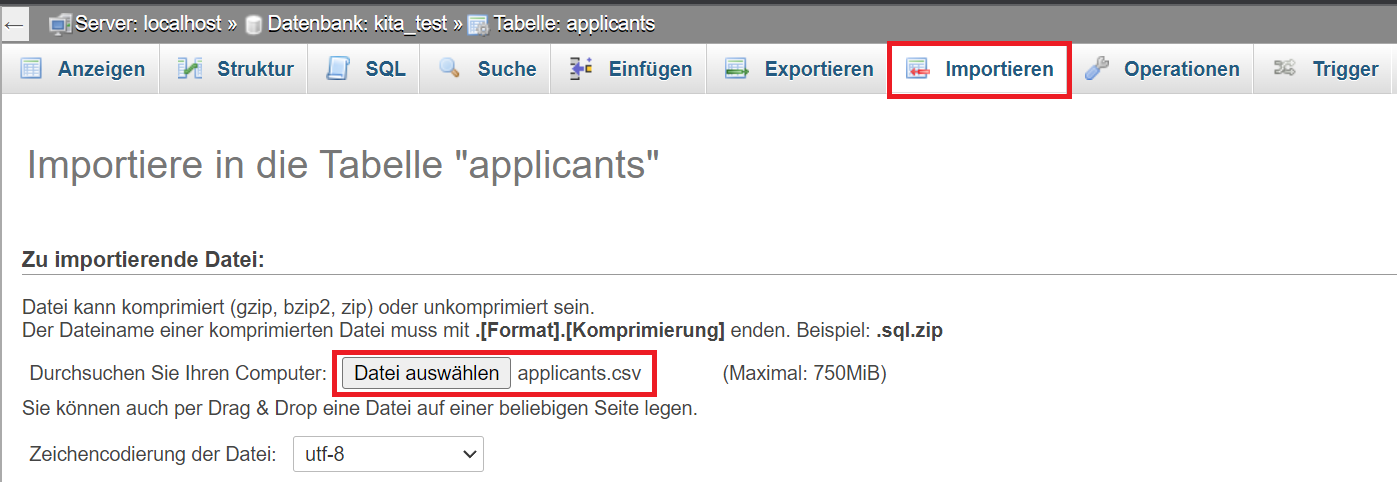 ← Server: localhost » Datenbank: kita_test » Tabelle: applicants
Anzeigen Struktur SQL Suche Einfügen Exportieren Importieren Operationen Trigger
Importiere in die Tabelle "applicants"
Zu importierende Datei:
Datei kann komprimiert (gzip, bzip2, zip) oder unkomprimiert sein.
Der Dateiname einer komprimierten Datei muss mit .[Format].[Komprimierung] enden. Beispiel: .sql.zip
Durchsuchen Sie Ihren Computer: Datei auswählen applicants.csv (Maximal: 750MiB)
Sie können auch per Drag & Drop eine Datei auf einer beliebigen Seite legen.
Zeichencodierung der Datei: utf-8